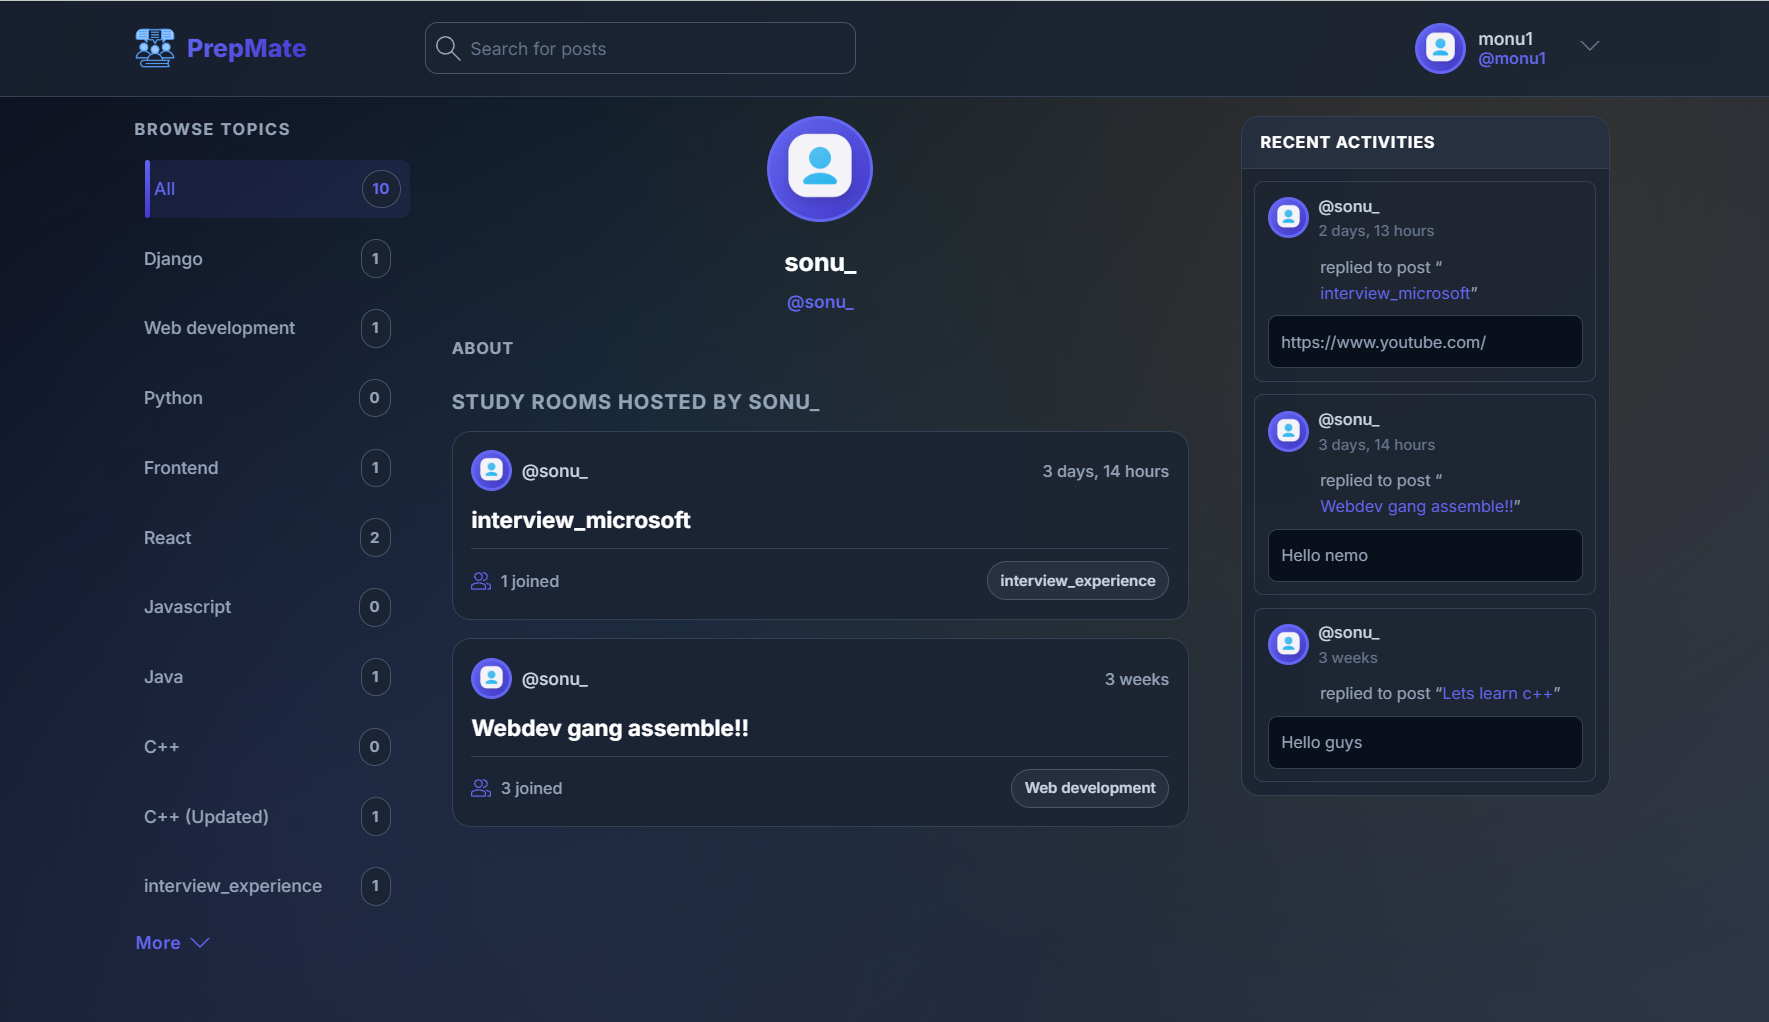 PrepMate
Search for posts
monu1
@monu1
BROWSE TOPICS
All 10
Django 1
Web development 1
Python 0
Frontend 1
React 2
Javascript 0
Java 1
C++ 0
C++ (Updated) 1
interview_experience 1
More
sonu_
@sonu_
ABOUT
STUDY ROOMS HOSTED BY SONU_
@sonu_ 3 days, 14 hours
interview_microsoft
1 joined interview_experience
@sonu_ 3 weeks
Webdev gang assemble!!
3 joined Web development
RECENT ACTIVITIES
@sonu_
2 days, 13 hours
replied to post “
interview_microsoft”
https://www.youtube.com/
@sonu_
3 days, 14 hours
replied to post “
Webdev gang assemble!!”
Hello nemo
@sonu_
3 weeks
replied to post “Lets learn c++”
Hello guys